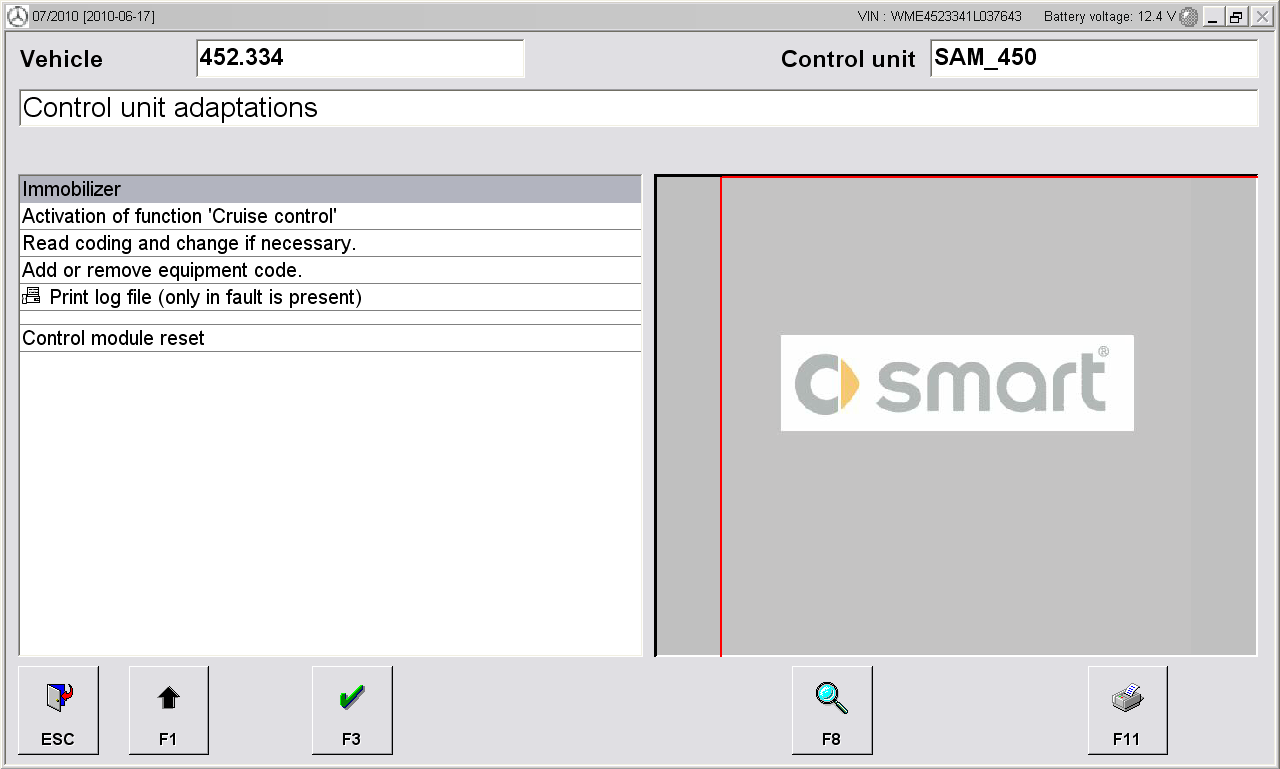 07/2010 [2010-06-17] VIN : WME4523341L037643 Battery voltage: 12.4 V
Vehicle 452.334 Control unit SAM_450
Control unit adaptations
Immobilizer
Activation of function 'Cruise control'
Read coding and change if necessary.
Add or remove equipment code.
Print log file (only in fault is present)
Control module reset
smart®
ESC F1 F3 F8 F11